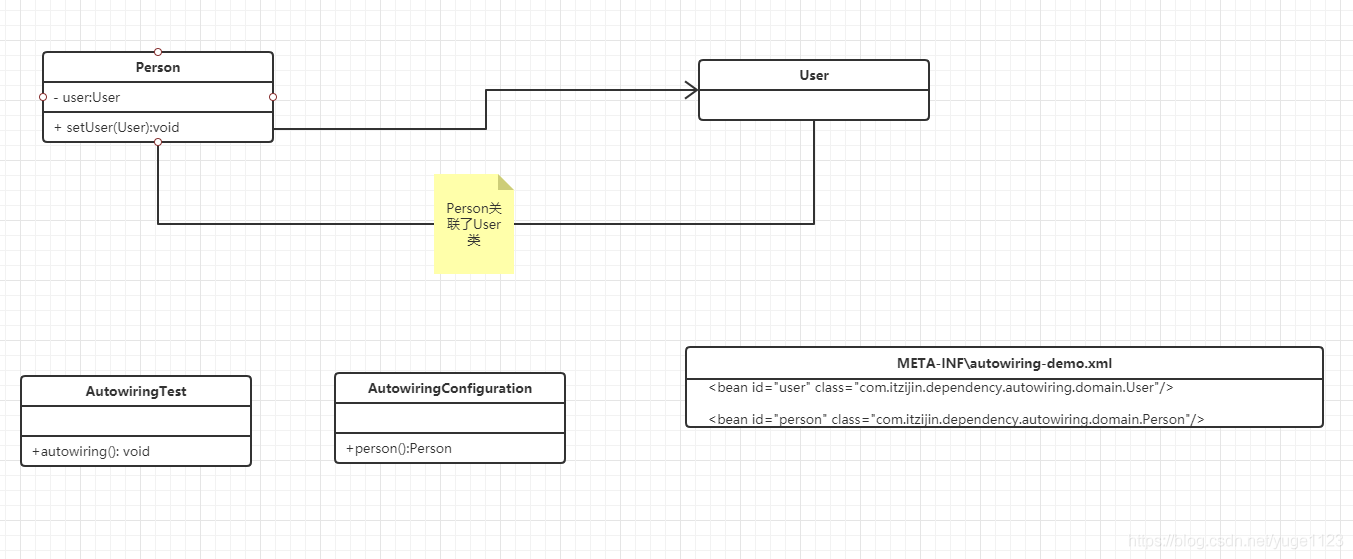 Person
- user:User
+ setUser(User):void
User
Person关
联了User
类
AutowiringTest
+autowiring(): void
AutowiringConfiguration
+person():Person
META-INF\autowiring-demo.xml
<bean id="user" class="com.itzijin.dependency.autowiring.domain.User"/>
<bean id="person" class="com.itzijin.dependency.autowiring.domain.Person"/>
https://blog.csdn.net/yuge1123